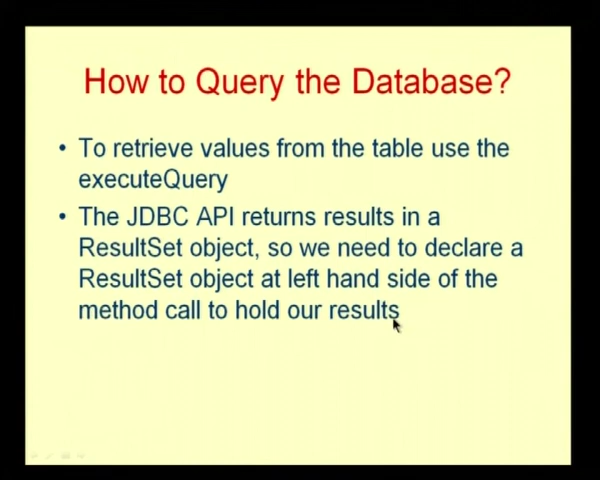 How to Query the Database?
• To retrieve values from the table use the
executeQuery
• The JDBC API returns results in a
ResultSet object, so we need to declare a
ResultSet object at left hand side of the
method call to hold our results